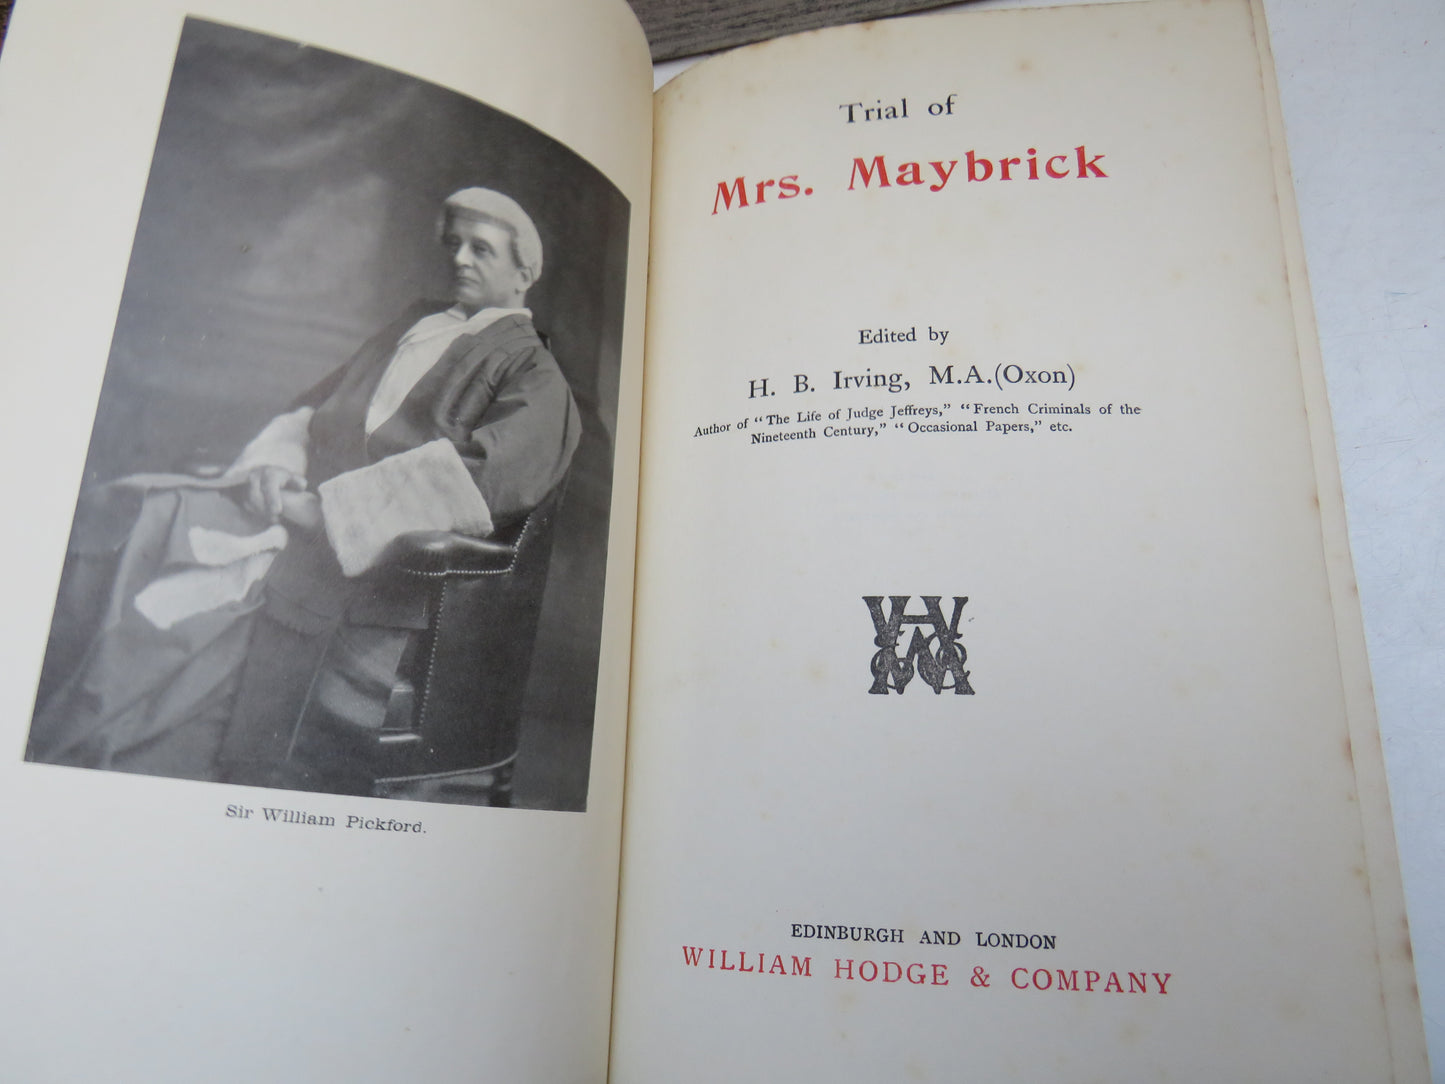 Sir William Pickford.
Trial of
Mrs. Maybrick
Edited by
H. B. Irving, M.A.(Oxon)
Author of "The Life of Judge Jeffreys," "French Criminals of the
Nineteenth Century," "Occasional Papers," etc.
EDINBURGH AND LONDON
WILLIAM HODGE & COMPANY